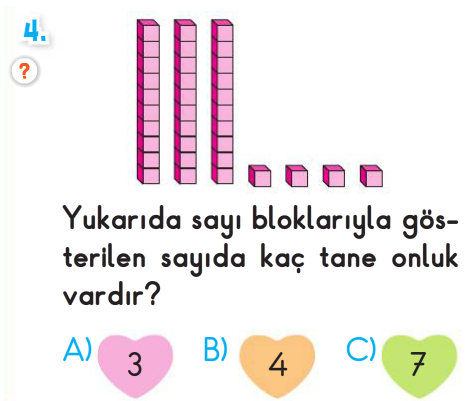 4.
?
Yukarıda sayı bloklarıyla gös-
terilen sayıda kaç tane onluk
vardır?
A) 3 B) 4 C) 7